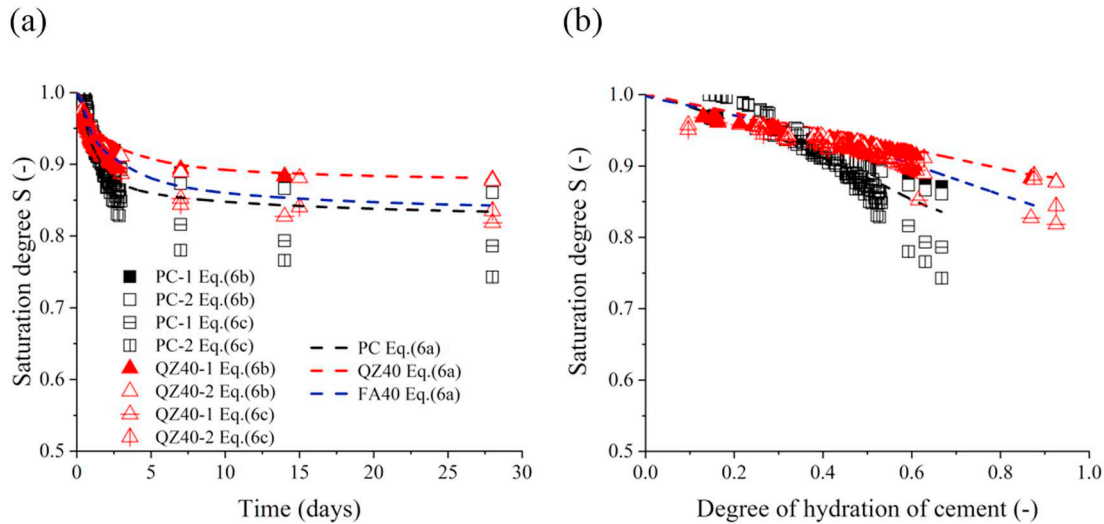 (a)
(b)
Saturation degree S (-)
1.0
0.9
0.8
0.7
0.6
0.5
PC-1 Eq.(6b)
PC-2 Eq.(6b)
PC-1 Eq.(6c)
PC-2 Eq.(6c)
QZ40-1 Eq.(6b)
QZ40-2 Eq.(6b)
QZ40-1 Eq.(6c)
QZ40-2 Eq.(6c)
PC Eq.(6a)
QZ40 Eq.(6a)
FA40 Eq.(6a)
0 5 10 15 20 25 30
Time (days)
Saturation degree S (-)
1.0
0.9
0.8
0.7
0.6
0.5
0.0 0.2 0.4 0.6 0.8 1.0
Degree of hydration of cement (-)